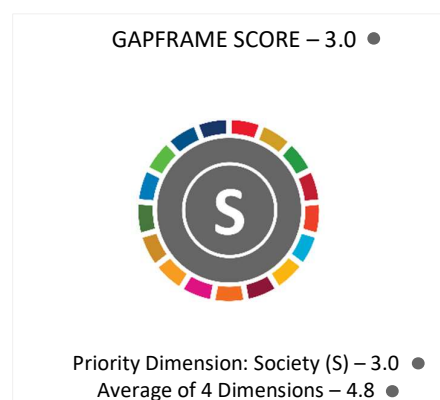 GAPFRAME SCORE – 3.0
S
Priority Dimension: Society (S) – 3.0
Average of 4 Dimensions – 4.8